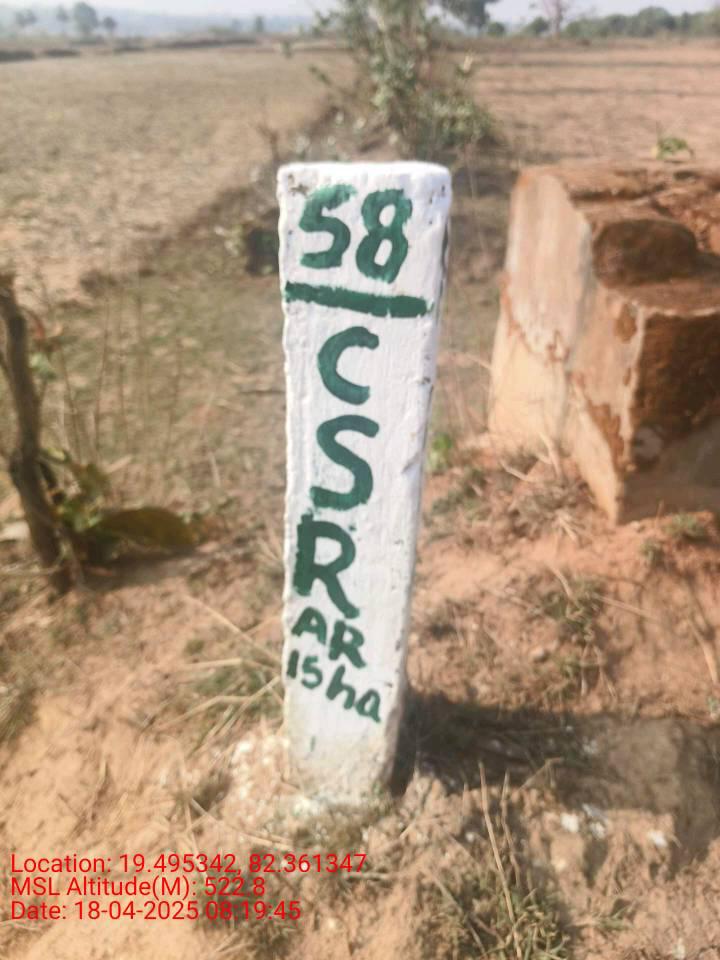 58
C
S
R
AR
15ha
Location: 19.495342, 82.361347
MSL Altitude(M): 522.8
Date: 18-04-2025 08:19:45